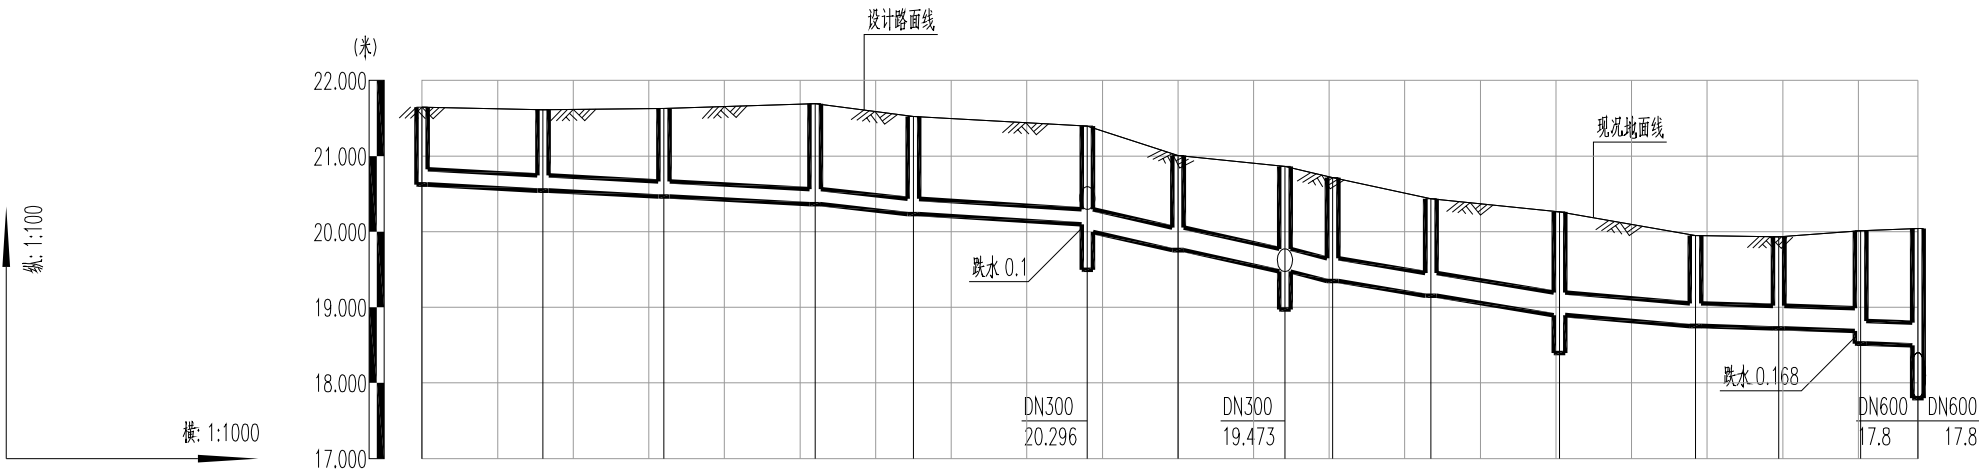 设计路面线
(米)
22.000
现况地面线
21.000
纵: 1:100
20.000
跌水 0.1
19.000
18.000
跌水 0.168
DN300
20.296
DN300
19.473
DN600
17.8
DN600
17.8
横: 1:1000
17.000